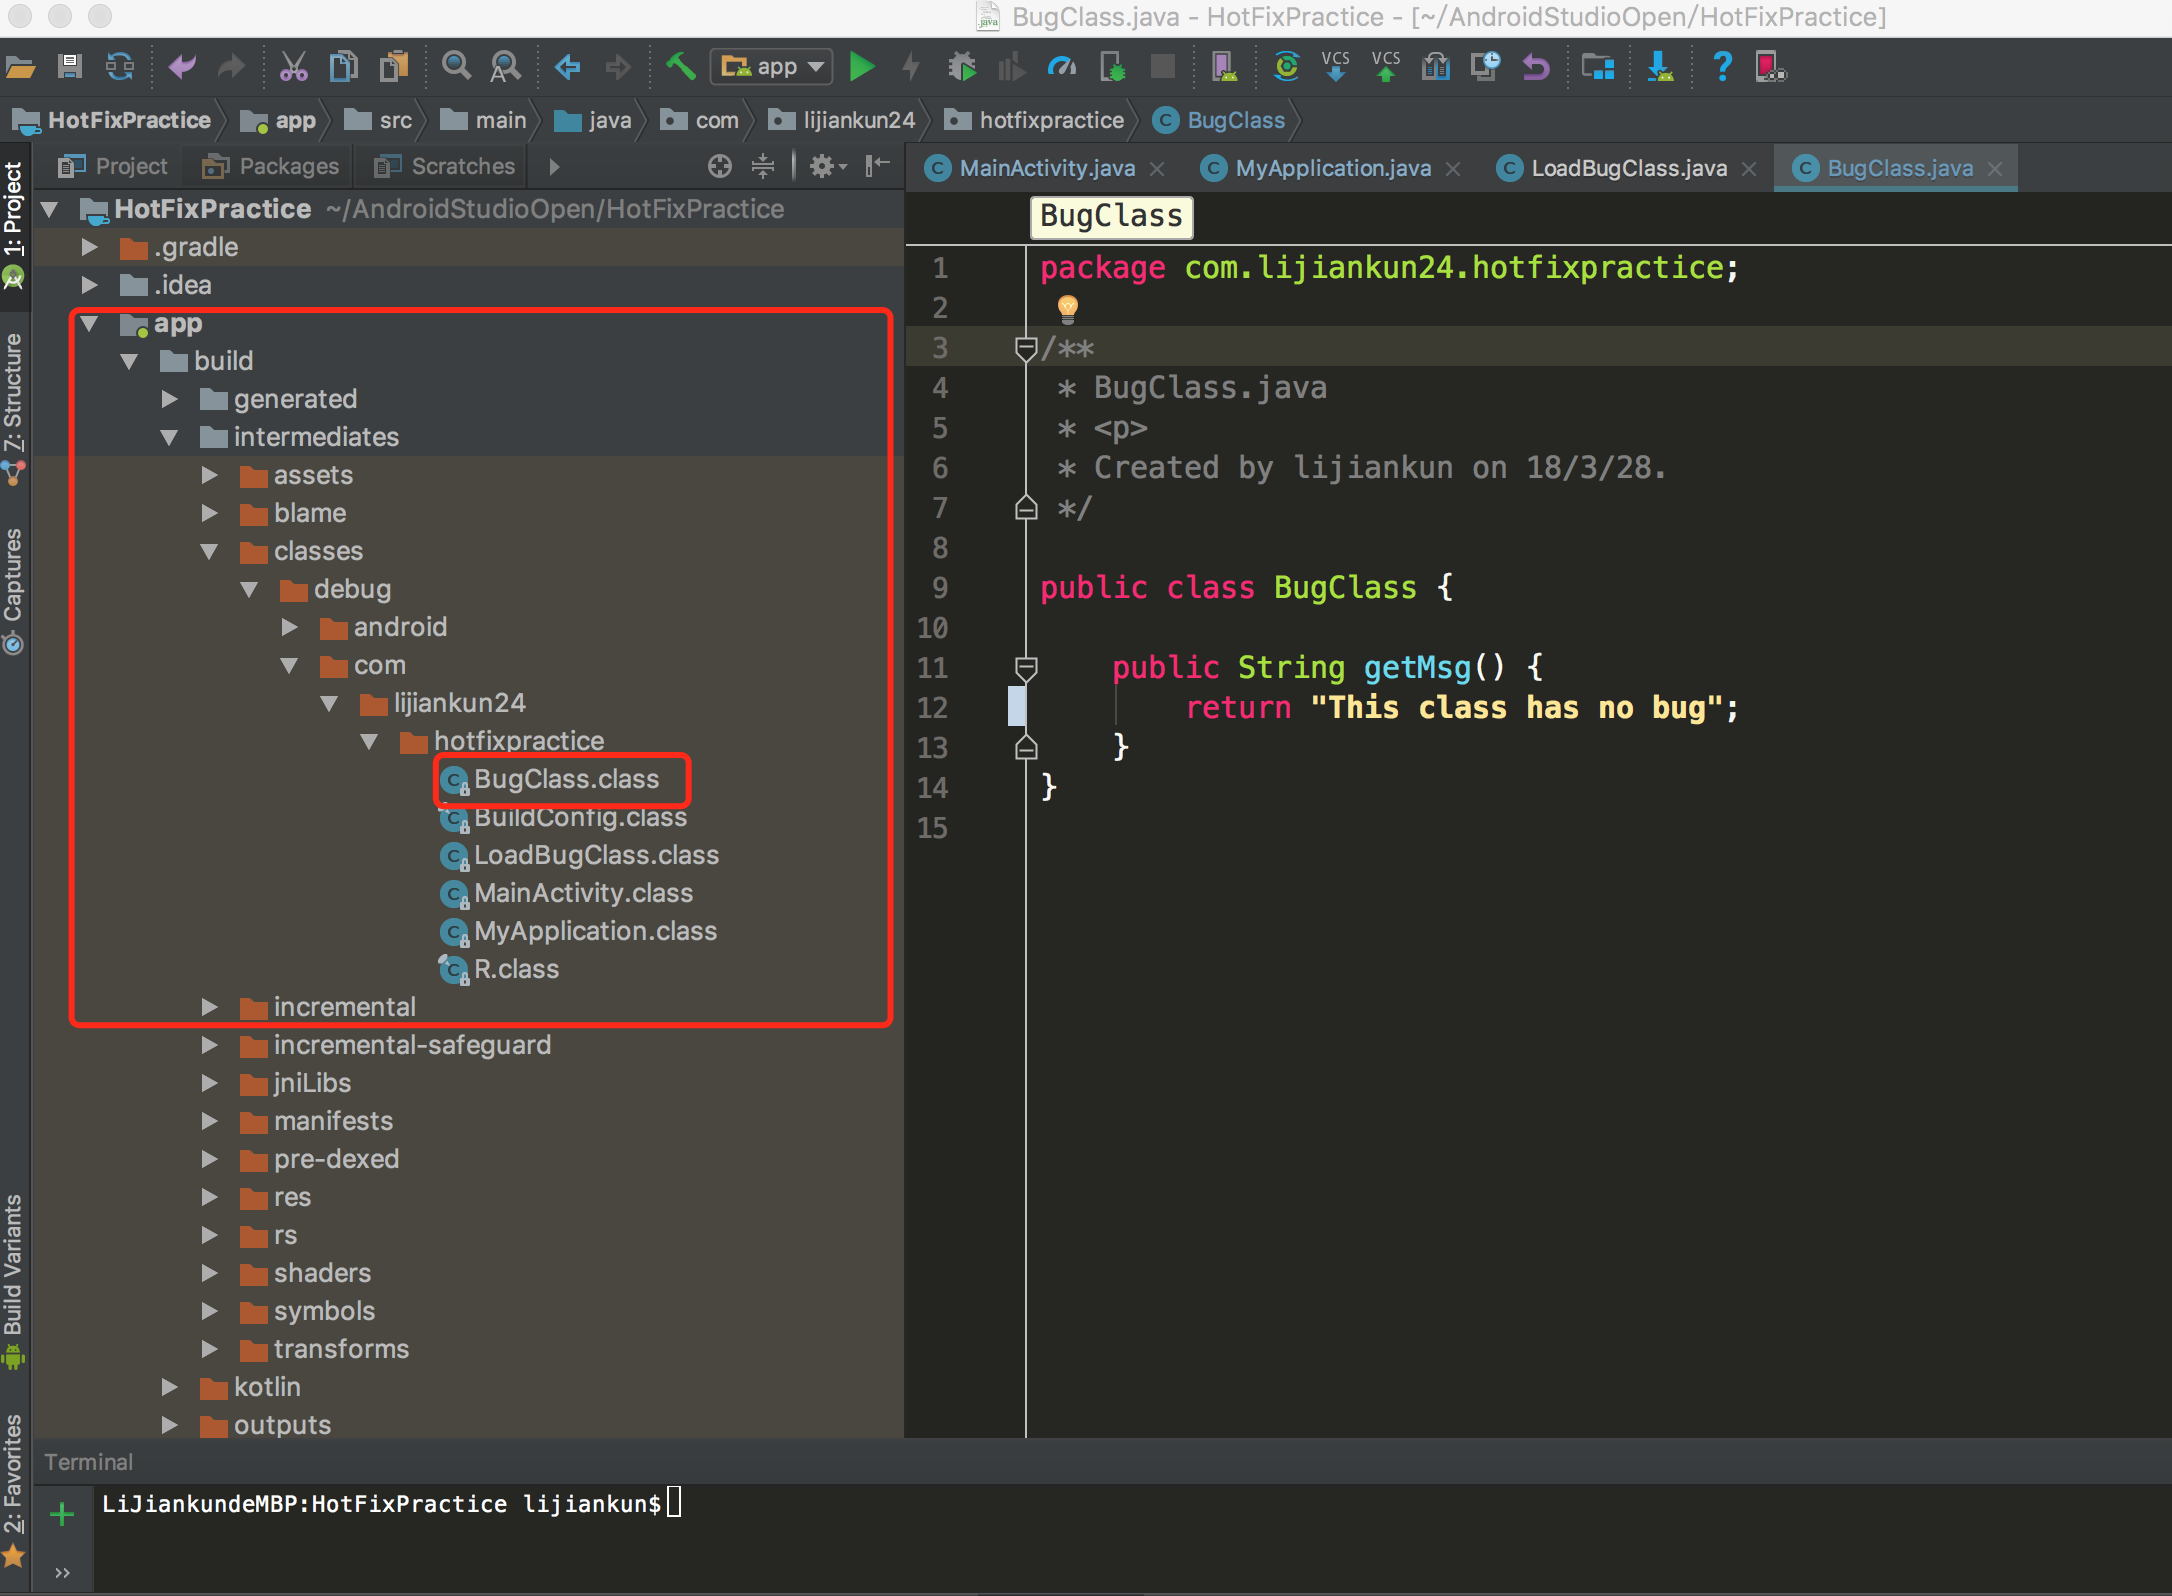 BugClass.java - HotFixPractice - [~/AndroidStudioOpen/HotFixPractice]
app
VCS VCS
HotFixPractice app src main java com lijiankun24 hotfixpractice BugClass
Project Packages Scratches
MainActivity.java MyApplication.java LoadBugClass.java BugClass.java
1: Project
7: Structure
Captures
Build Variants
2: Favorites
HotFixPractice ~/AndroidStudioOpen/HotFixPractice
.gradle
.idea
app
build
generated
intermediates
assets
blame
classes
debug
android
com
lijiankun24
hotfixpractice
BugClass.class
BuildConfig.class
LoadBugClass.class
MainActivity.class
MyApplication.class
R.class
incremental
incremental-safeguard
jniLibs
manifests
pre-dexed
res
rs
shaders
symbols
transforms
kotlin
outputs
BugClass
1 package com.lijiankun24.hotfixpractice;
2
3 /**
4 * BugClass.java
5 * <p>
6 * Created by lijiankun on 18/3/28.
7 */
8
9 public class BugClass {
10
11 public String getMsg() {
12 return "This class has no bug";
13 }
14 }
15
Terminal
LiJiankundeMBP:HotFixPractice lijiankun$